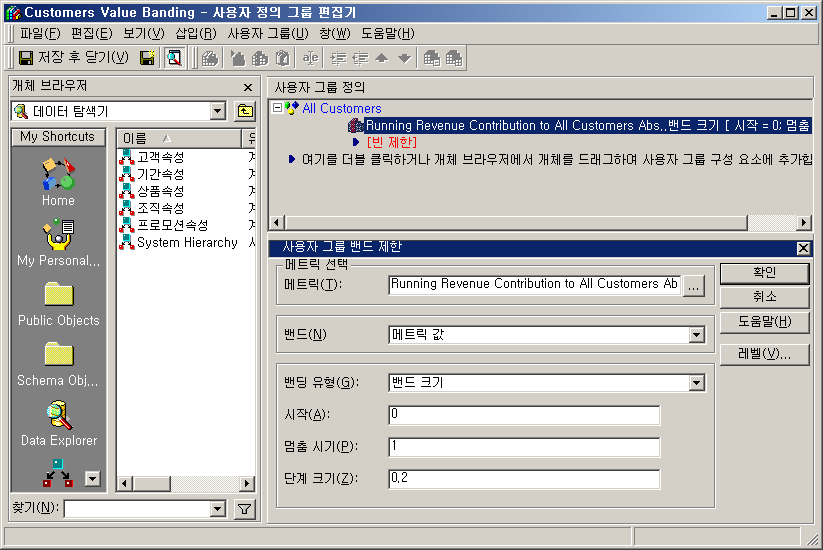 Customers Value Banding - 사용자 정의 그룹 편집기
파일(F) 편집(E) 보기(V) 삽입(R) 사용자 그룹(U) 창(W) 도움말(H)
저장 후 닫기(V)
개체 브라우저
데이터 탐색기
My Shortcuts
Home
My Personal...
Public Objects
Schema Obj...
Data Explorer
이름
고객속성
기간속성
상품속성
조직속성
프로모션속성
System Hierarchy
찾기(N):
사용자 그룹 정의
All Customers
Running Revenue Contribution to All Customers Abs..밴드 크기 [ 시작 = 0; 멈춤
[빈 제한]
여기를 더블 클릭하거나 개체 브라우저에서 개체를 드래그하여 사용자 그룹 구성 요소에 추가합
사용자 그룹 밴드 제한
메트릭 선택
메트릭(T): Running Revenue Contribution to All Customers Ab ...
밴드(N) 메트릭 값
밴딩 유형(G): 밴드 크기
시작(A): 0
멈춤 시기(P): 1
단계 크기(Z): 0.2
확인
취소
도움말(H)
레벨(V)...